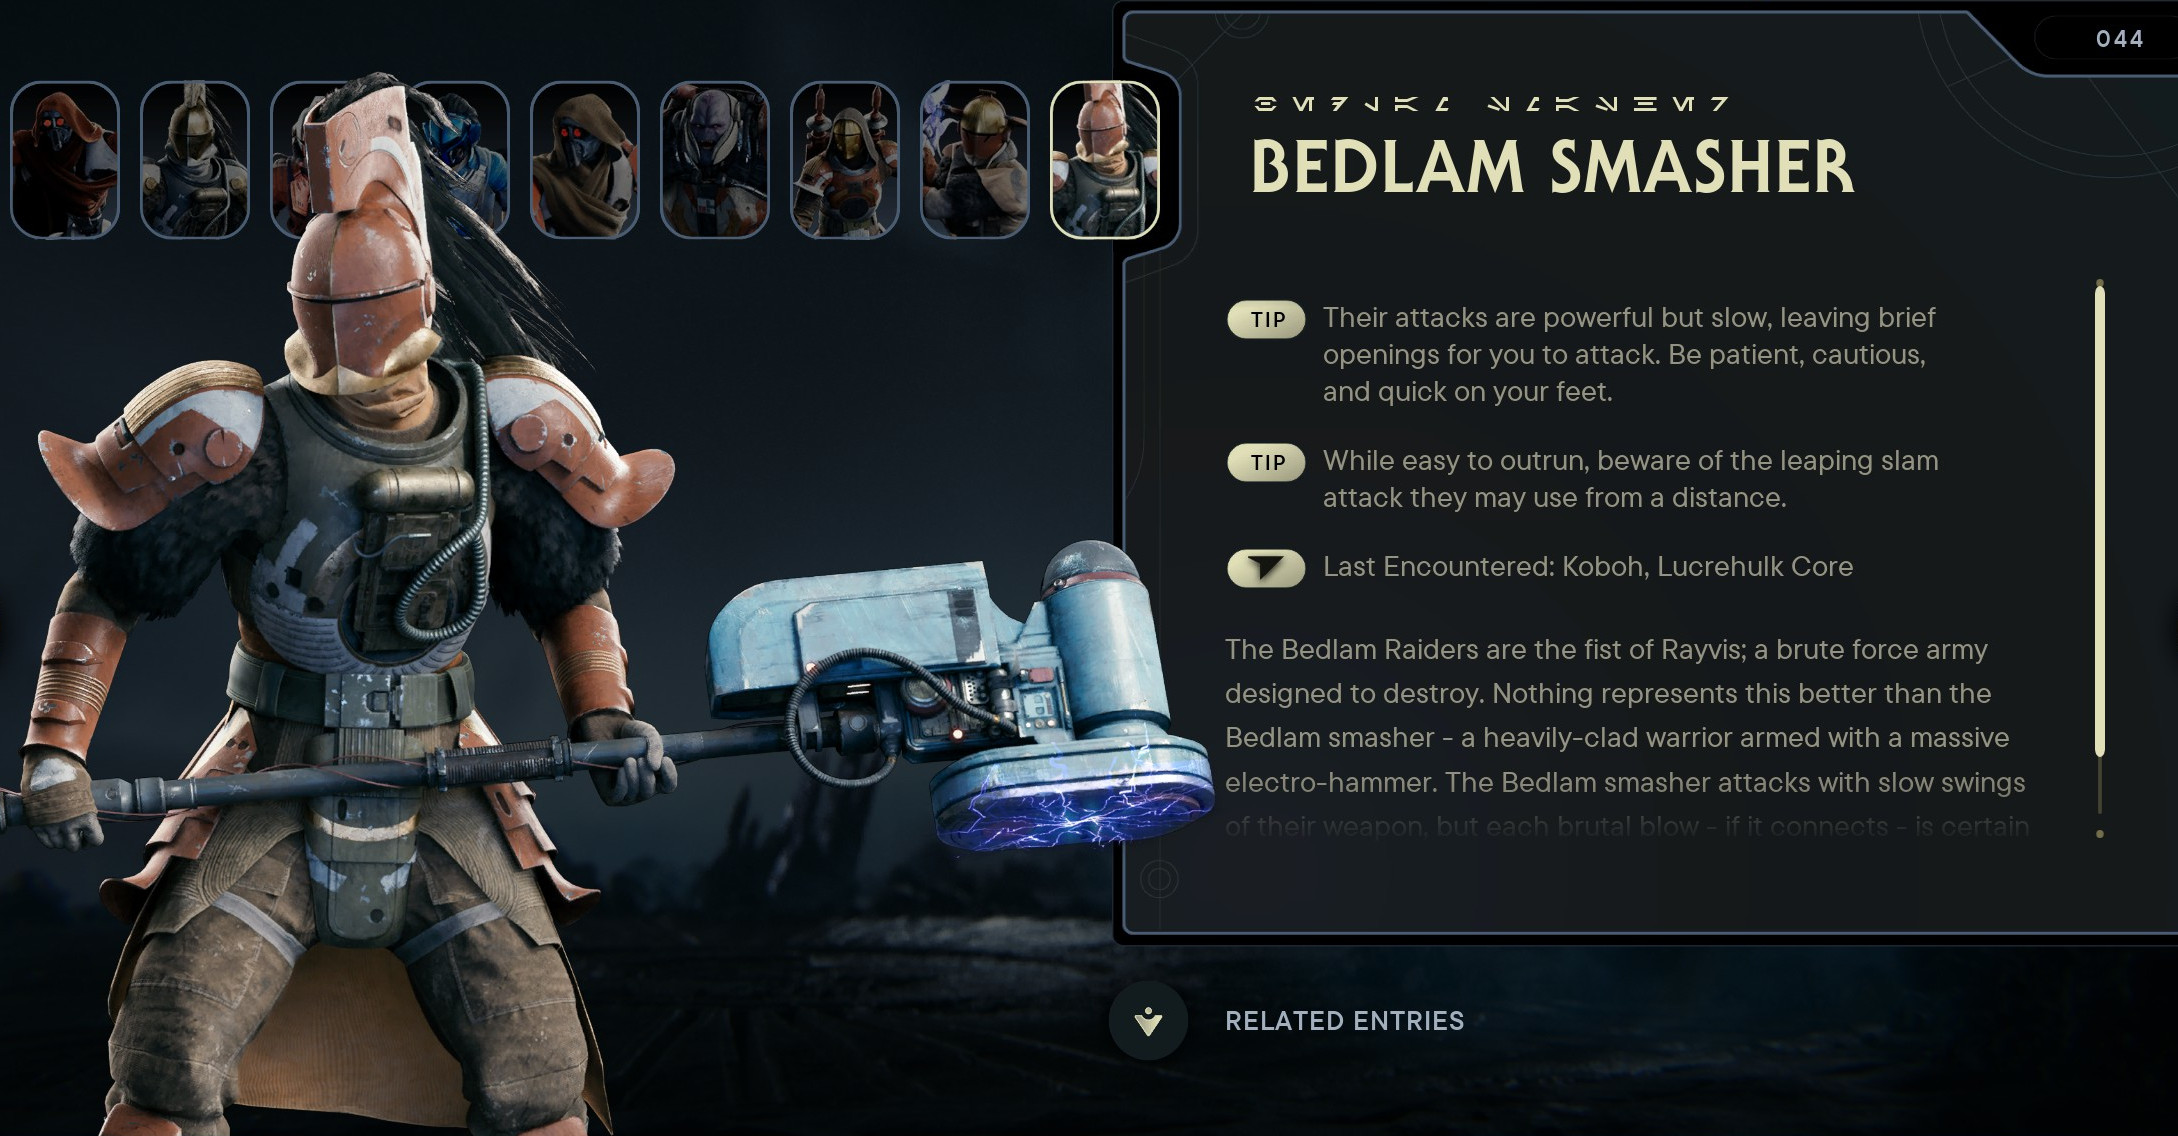 044
BEDLAM SMASHER
TIP Their attacks are powerful but slow, leaving brief
openings for you to attack. Be patient, cautious,
and quick on your feet.
TIP While easy to outrun, beware of the leaping slam
attack they may use from a distance.
Last Encountered: Koboh, Lucrehulk Core
The Bedlam Raiders are the fist of Rayvis; a brute force army
designed to destroy. Nothing represents this better than the
Bedlam smasher - a heavily-clad warrior armed with a massive
electro-hammer. The Bedlam smasher attacks with slow swings
of their weapon, but each brutal blow - if it connects - is certain
RELATED ENTRIES